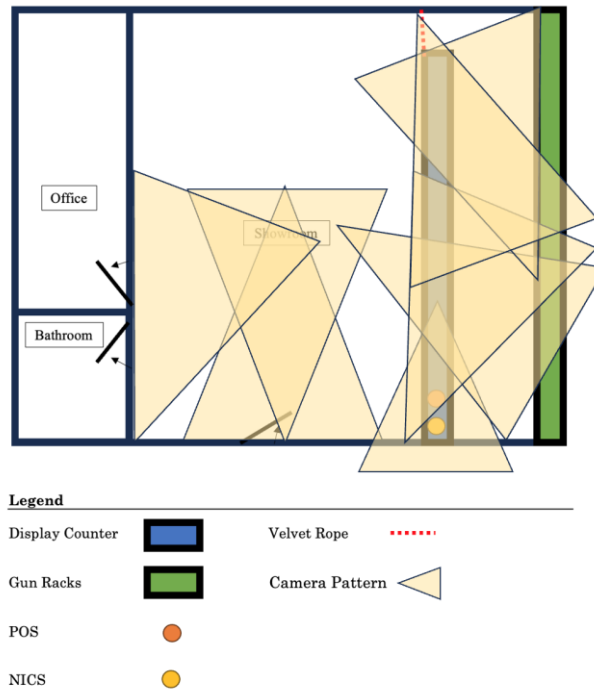 Office
Showroom
Bathroom
Legend
Display Counter
Velvet Rope
Gun Racks
Camera Pattern
POS
NICS